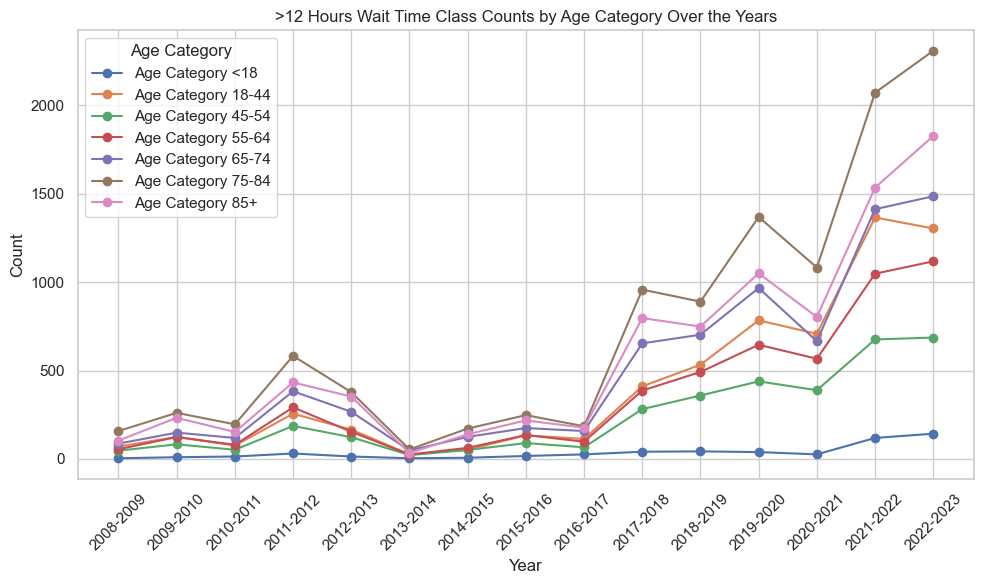 >12 Hours Wait Time Class Counts by Age Category Over the Years
Age Category
Age Category <18
Age Category 18-44
Age Category 45-54
Age Category 55-64
Age Category 65-74
Age Category 75-84
Age Category 85+
Count
2000
1500
1000
500
0
2008-2009
2009-2010
2010-2011
2011-2012
2012-2013
2013-2014
2014-2015
2015-2016
2016-2017
2017-2018
2018-2019
2019-2020
2020-2021
2021-2022
2022-2023
Year